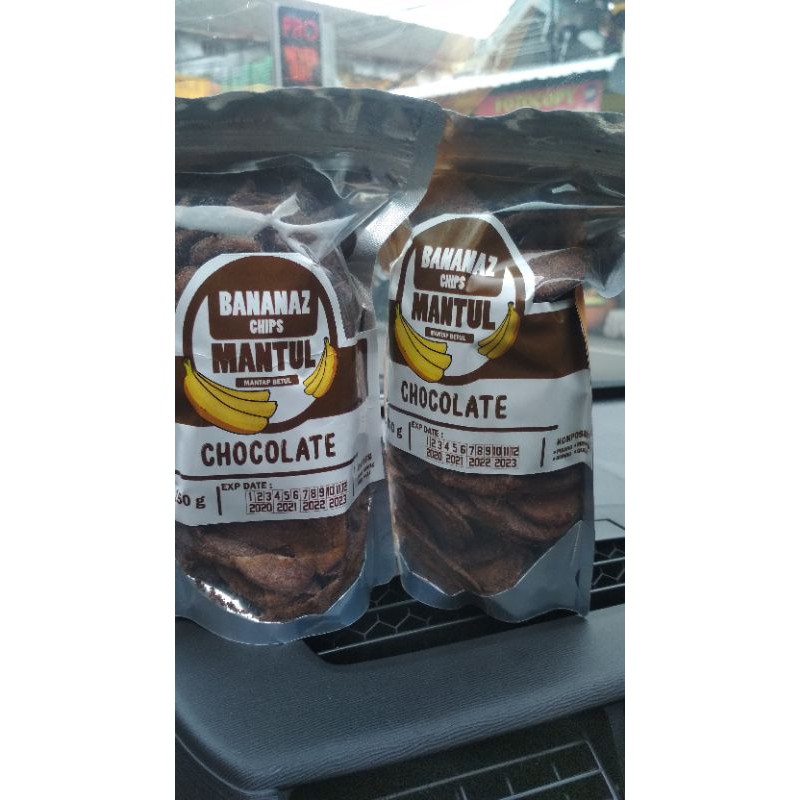 PRO
BANANAZ
CHIPS
MANTUL
MANTAP BETUL
CHOCOLATE
50 g
EXP DATE :
1 2 3 4 5 6 7 8 9 10 11 12
2020 2021 2022 2023
BANANAZ
CHIPS
MANTUL
MANTAP BETUL
CHOCOLATE
g
EXP DATE :
1 2 3 4 5 6 7 8 9 10 11 12
2020 2021 2022 2023